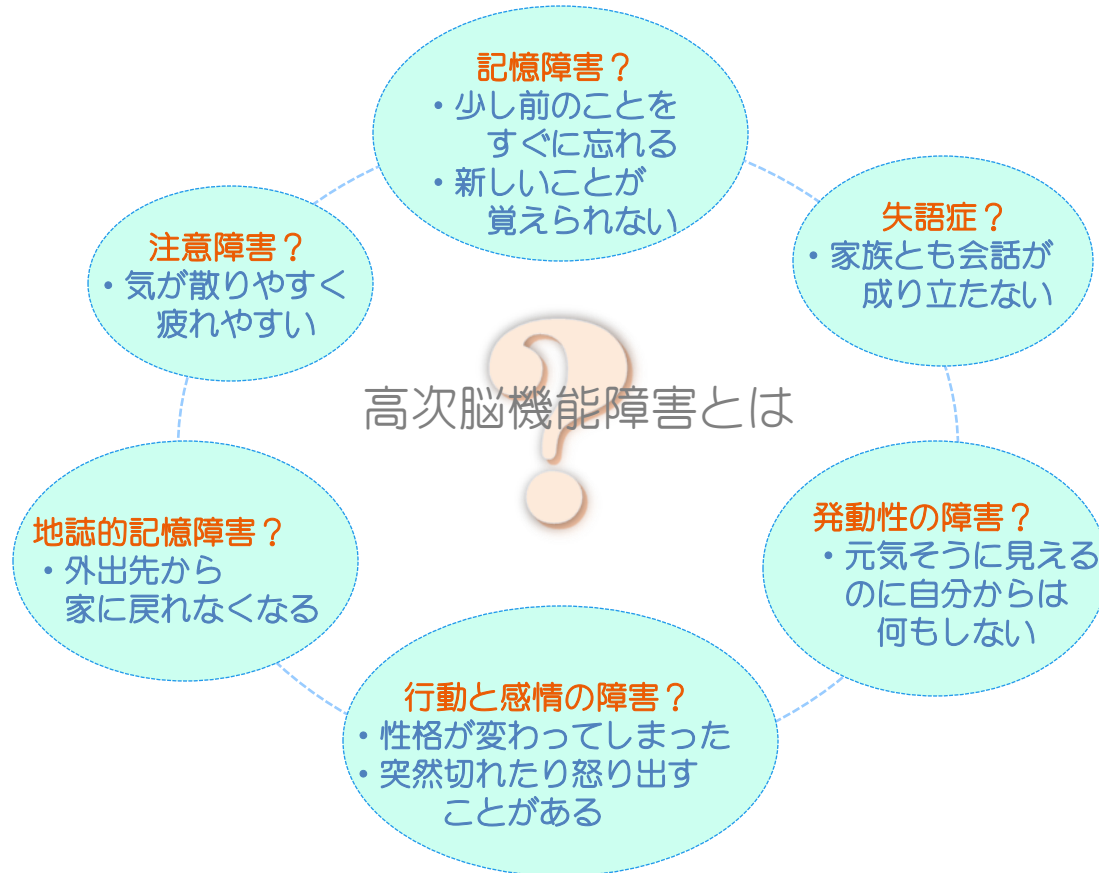 記憶障害？
・少し前のことを
すぐに忘れる
・新しいことが
覚えられない
失語症？
・家族とも会話が
成り立たない
注意障害？
・気が散りやすく
疲れやすい
高次脳機能障害とは
？
地誌的記憶障害？
・外出先から
家に戻れなくなる
発動性の障害？
・元気そうに見える
のに自分からは
何もしない
行動と感情の障害？
・性格が変わってしまった
・突然切れたり怒り出す
ことがある